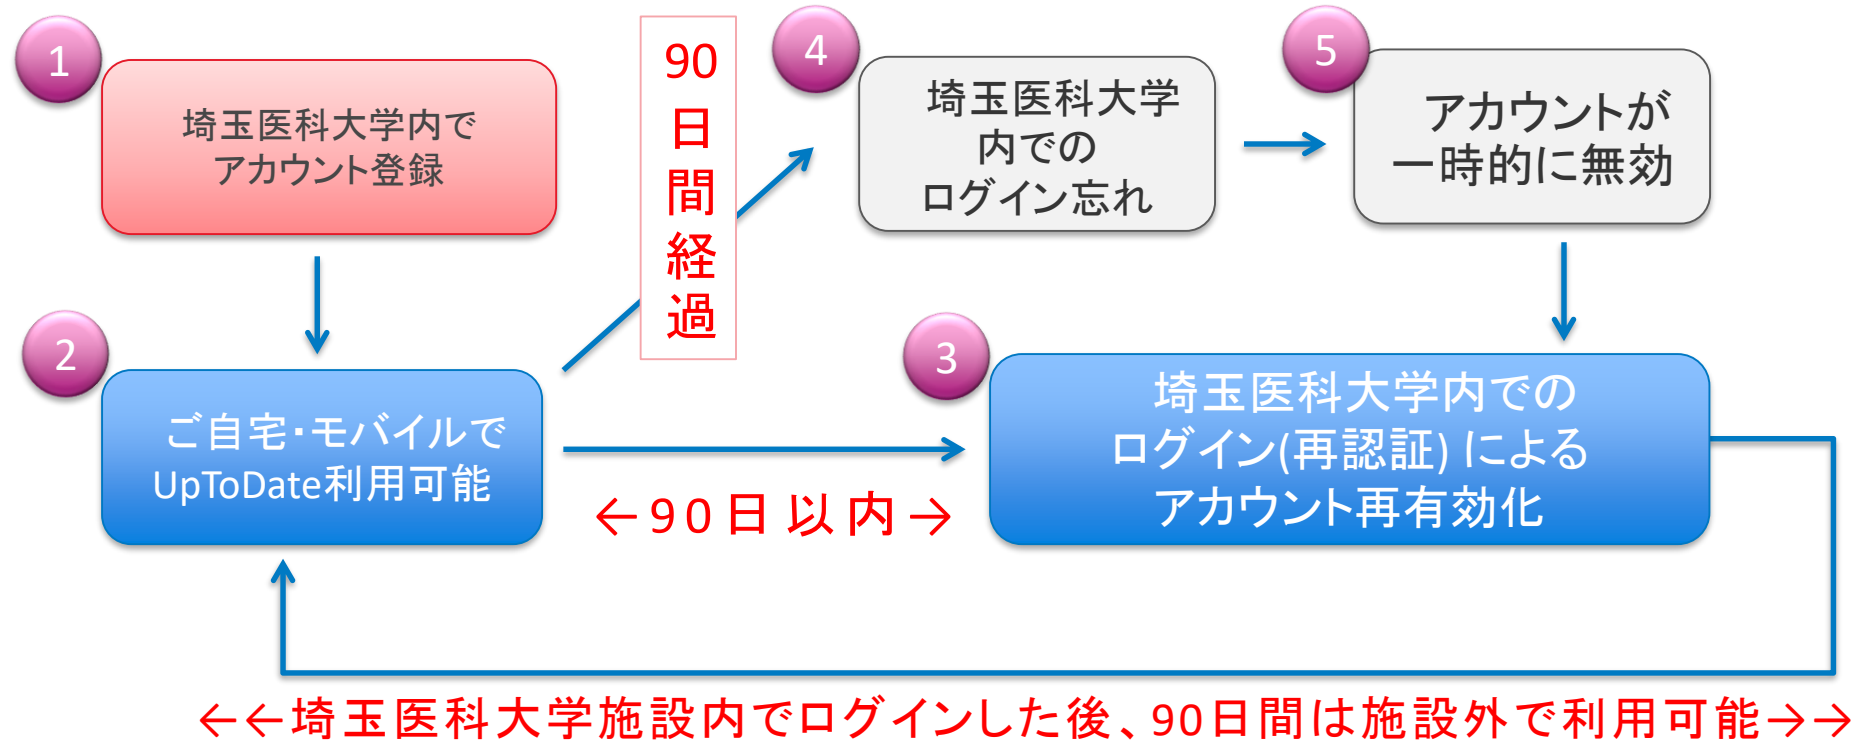 1
埼玉医科大学内で
アカウント登録
2
ご自宅・モバイルで
UpToDate利用可能
90
日
間
経
過
4
埼玉医科大学
内での
ログイン忘れ
5
アカウントが
一時的に無効
←90日以内→
3
埼玉医科大学内での
ログイン(再認証)による
アカウント再有効化
←←埼玉医科大学施設内でログインした後、90日間は施設外で利用可能→→